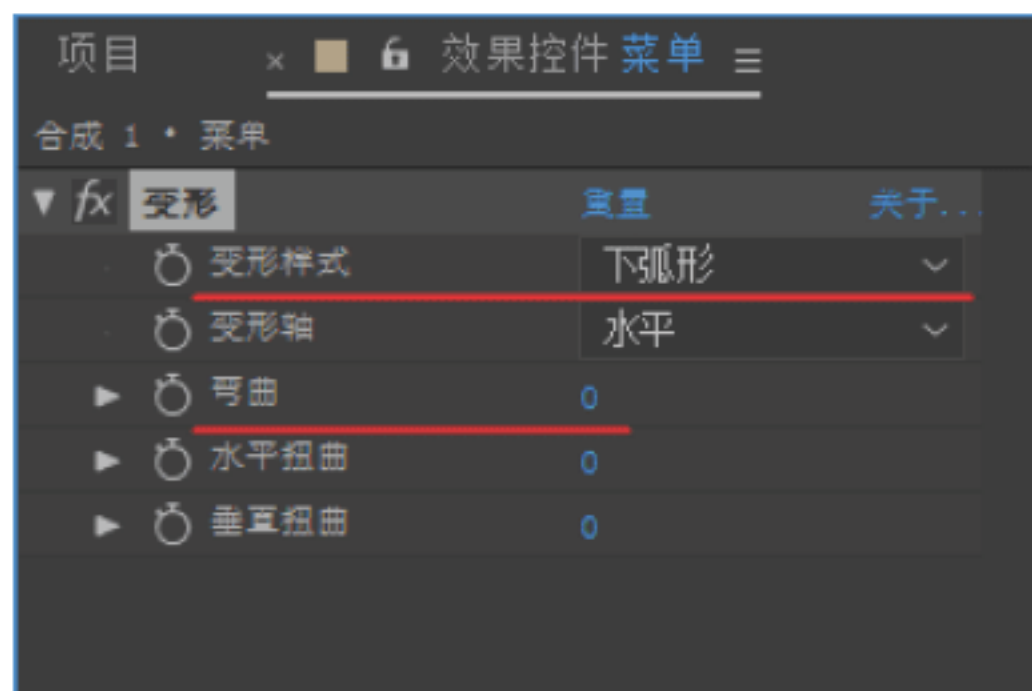 项目 × 效果控件 菜单 ≡
合成 1 • 菜单
fx 变形 重置 关于...
变形样式 下弧形
变形轴 水平
弯曲 0
水平扭曲 0
垂直扭曲 0